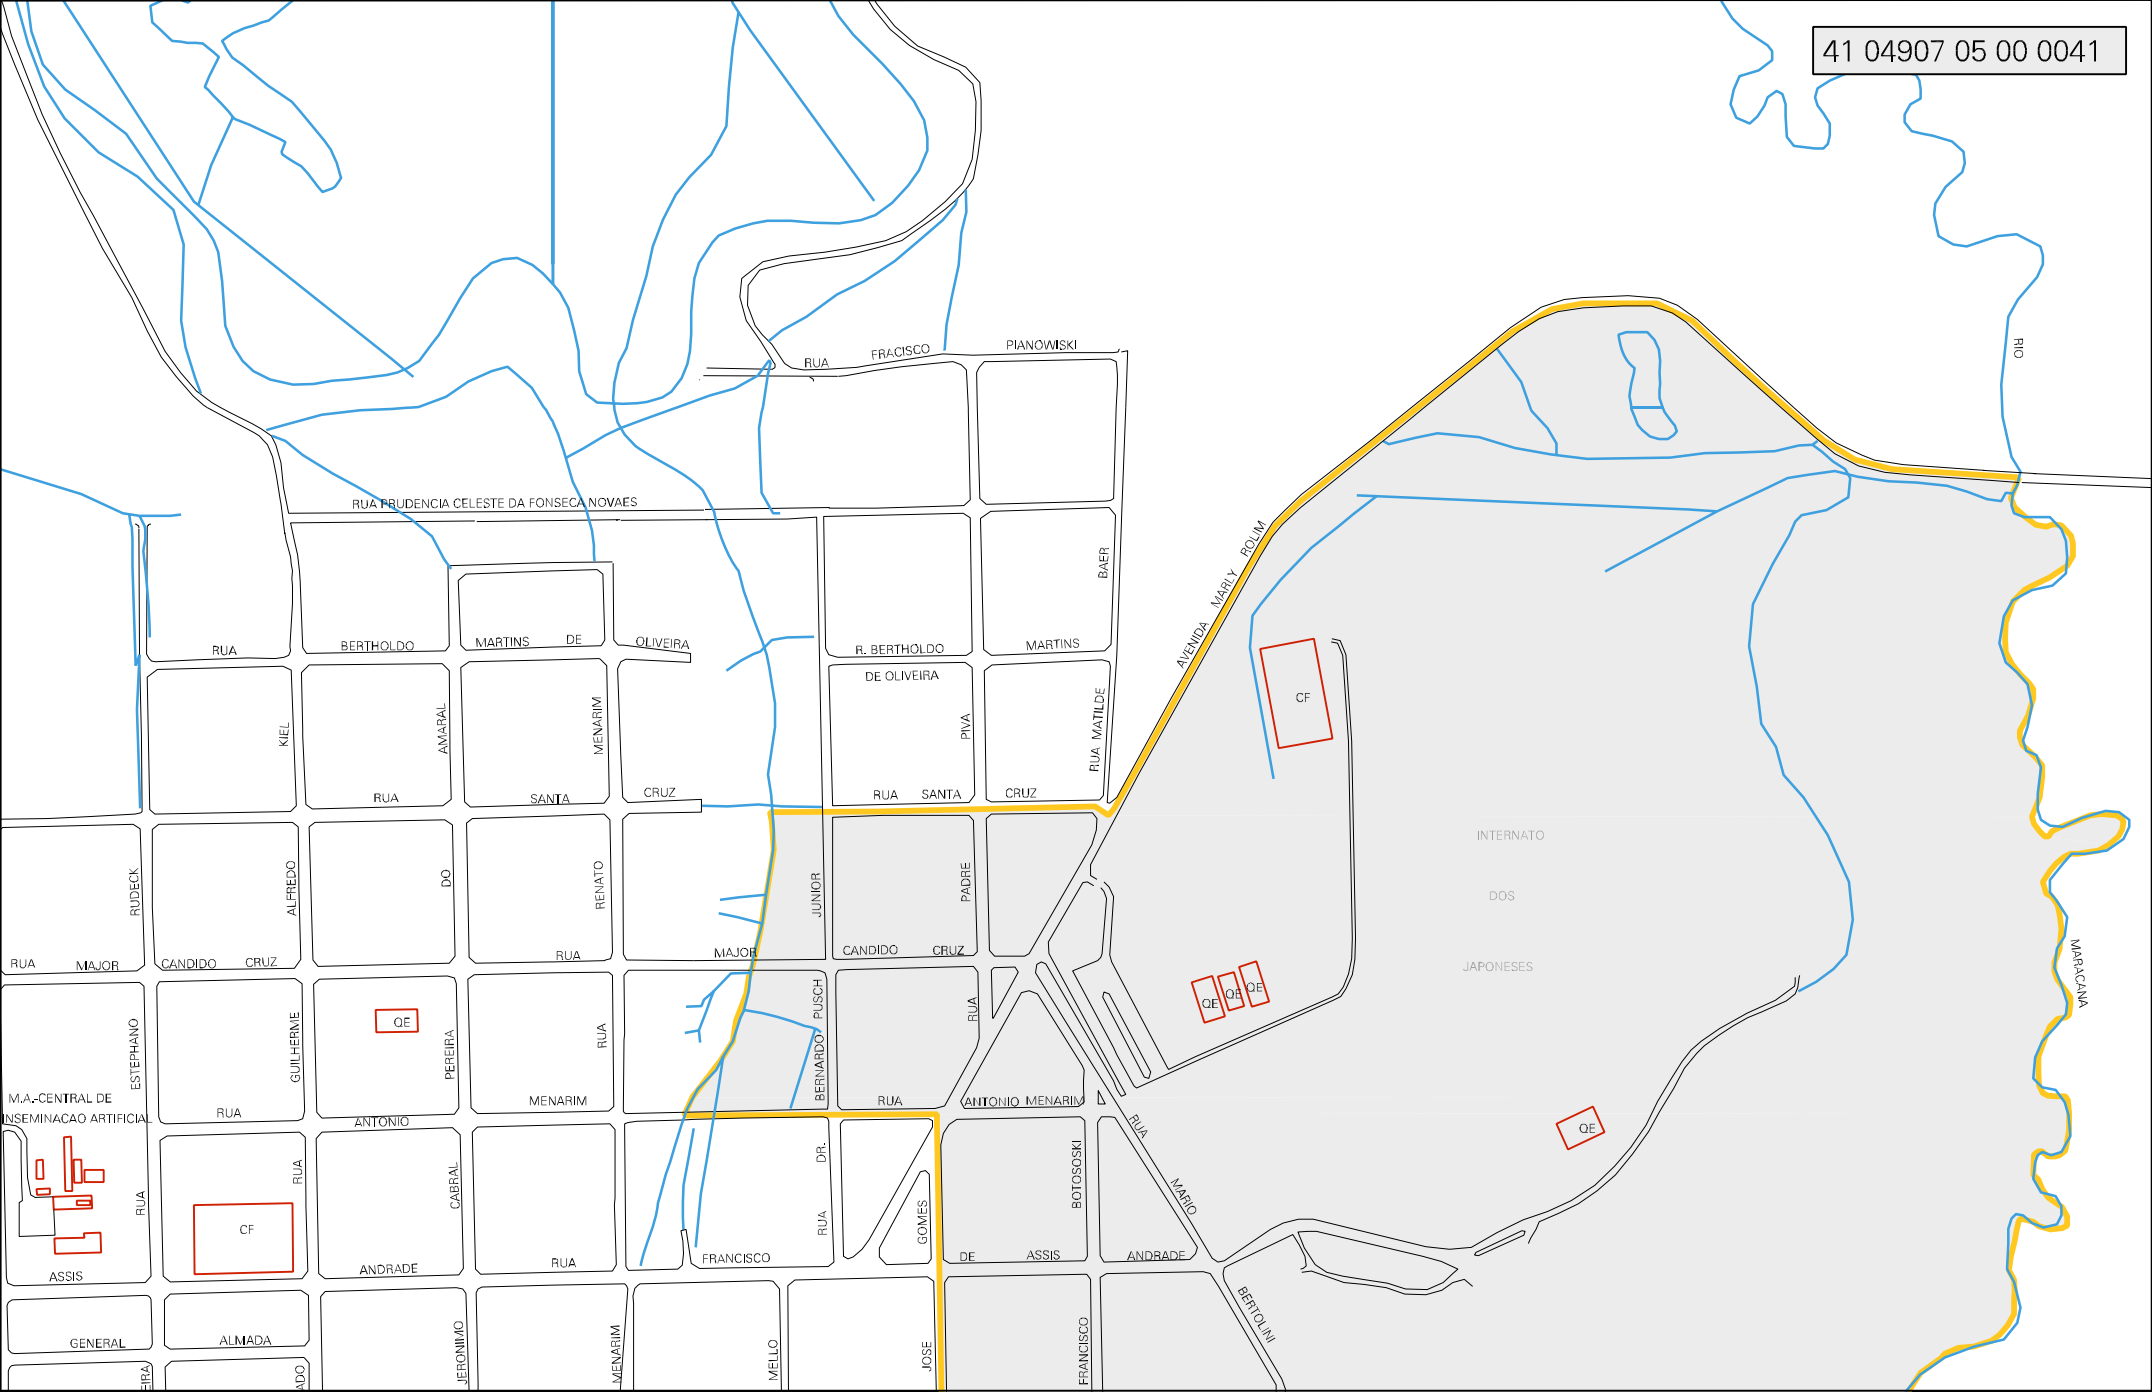 41 04907 05 00 0041
RIO
RUA FRACISCO PIANOWISKI
RUA PRUDENCIA CELESTE DA FONSECA NOVAES
AVENIDA MARLY ROLIM
BAER
RUA BERTHOLDO MARTINS DE OLIVEIRA
R. BERTHOLDO MARTINS
DE OLIVEIRA
CF
KIEL
AMARAL
MENARIM
PIVA
RUA MATILDE
RUA SANTA CRUZ
RUA SANTA CRUZ
INTERNATO
DOS
JAPONESES
RUDECK
ALFREDO
DO
RENATO
JUNIOR
PADRE
RUA MAJOR CANDIDO CRUZ
RUA MAJOR CANDIDO CRUZ
MARACANA
QE
QE
QE
QE
ESTEPHANO
GUILHERME
PEREIRA
RUA
BERNARDO PUSCH
RUA
M.A.-CENTRAL DE
INSEMINACAO ARTIFICIAL
RUA ANTONIO MENARIM
RUA ANTONIO MENARIM
RUA MARIO BERTOLINI
QE
RUA
RUA
CABRAL
RUA DR.
GOMES
BOTOSOSKI
CF
ASSIS ANDRADE
RUA FRANCISCO DE ASSIS ANDRADE
GENERAL ALMADA
JERONIMO
MENARIM
MELLO
JOSE
FRANCISCO
EIRA
ADO